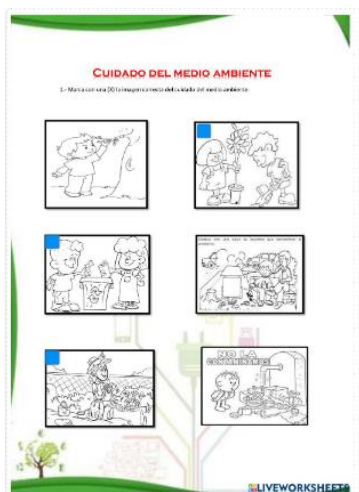 CUIDADO DEL MEDIO AMBIENTE
1.- Marca con una (X) la imagen correcta del cuidado del medio ambiente
NO LA
CONTAMINAMOS
LIVEWORKSHEETS